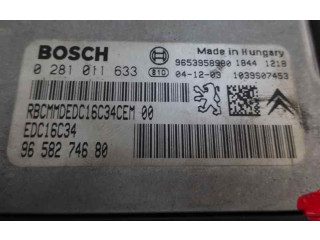 BOSCH
Made in Hungary
9653958980 1844 1218
0 281 011 633
E10
04-12-03
1039S07453
RBCMMDEDC16C34CEM 00
EDC16C34
96 582 746 80